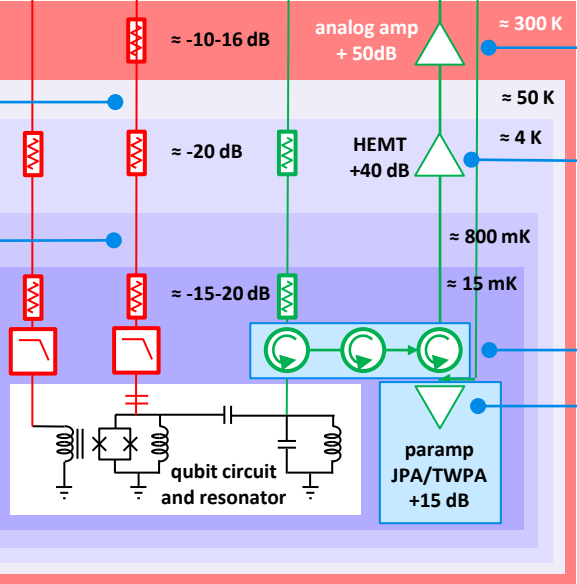 ≈ -10-16 dB
analog amp
+ 50dB
≈ 300 K
≈ 50 K
≈ -20 dB
HEMT
+40 dB
≈ 4 K
≈ 800 mK
≈ -15-20 dB
≈ 15 mK
qubit circuit
and resonator
paramp
JPA/TWPA
+15 dB